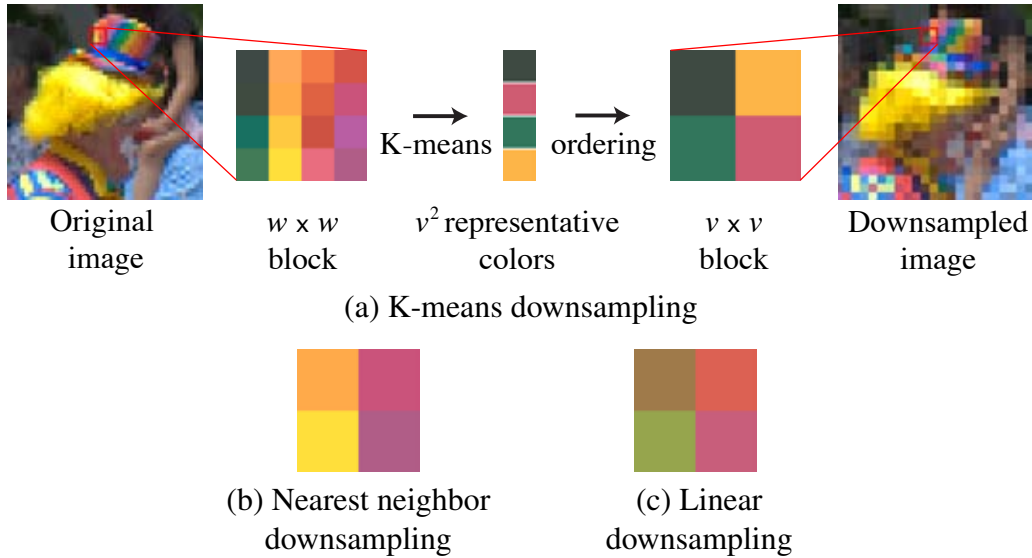 K-means
ordering
Original
image
w x w
block
v² representative
colors
v x v
block
Downsampled
image
(a) K-means downsampling
(b) Nearest neighbor
downsampling
(c) Linear
downsampling